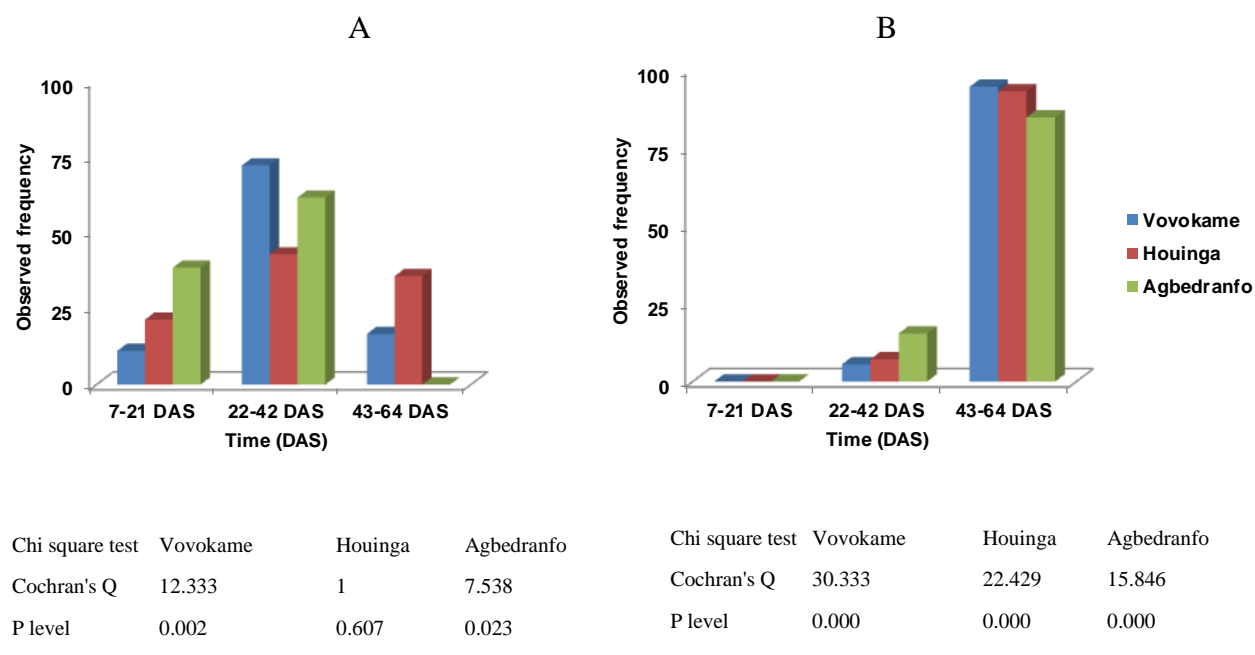 A
100
75
50
25
0
Observed frequency
7-21 DAS 22-42 DAS 43-64 DAS
Time (DAS)
B
100
75
50
25
0
Observed frequency
7-21 DAS 22-42 DAS 43-64 DAS
Time (DAS)
Vovokame
Houinga
Agbedranfo
Chi square test Vovokame Houinga Agbedranfo
Cochran's Q 12.333 1 7.538
P level 0.002 0.607 0.023
Chi square test Vovokame Houinga Agbedranfo
Cochran's Q 30.333 22.429 15.846
P level 0.000 0.000 0.000